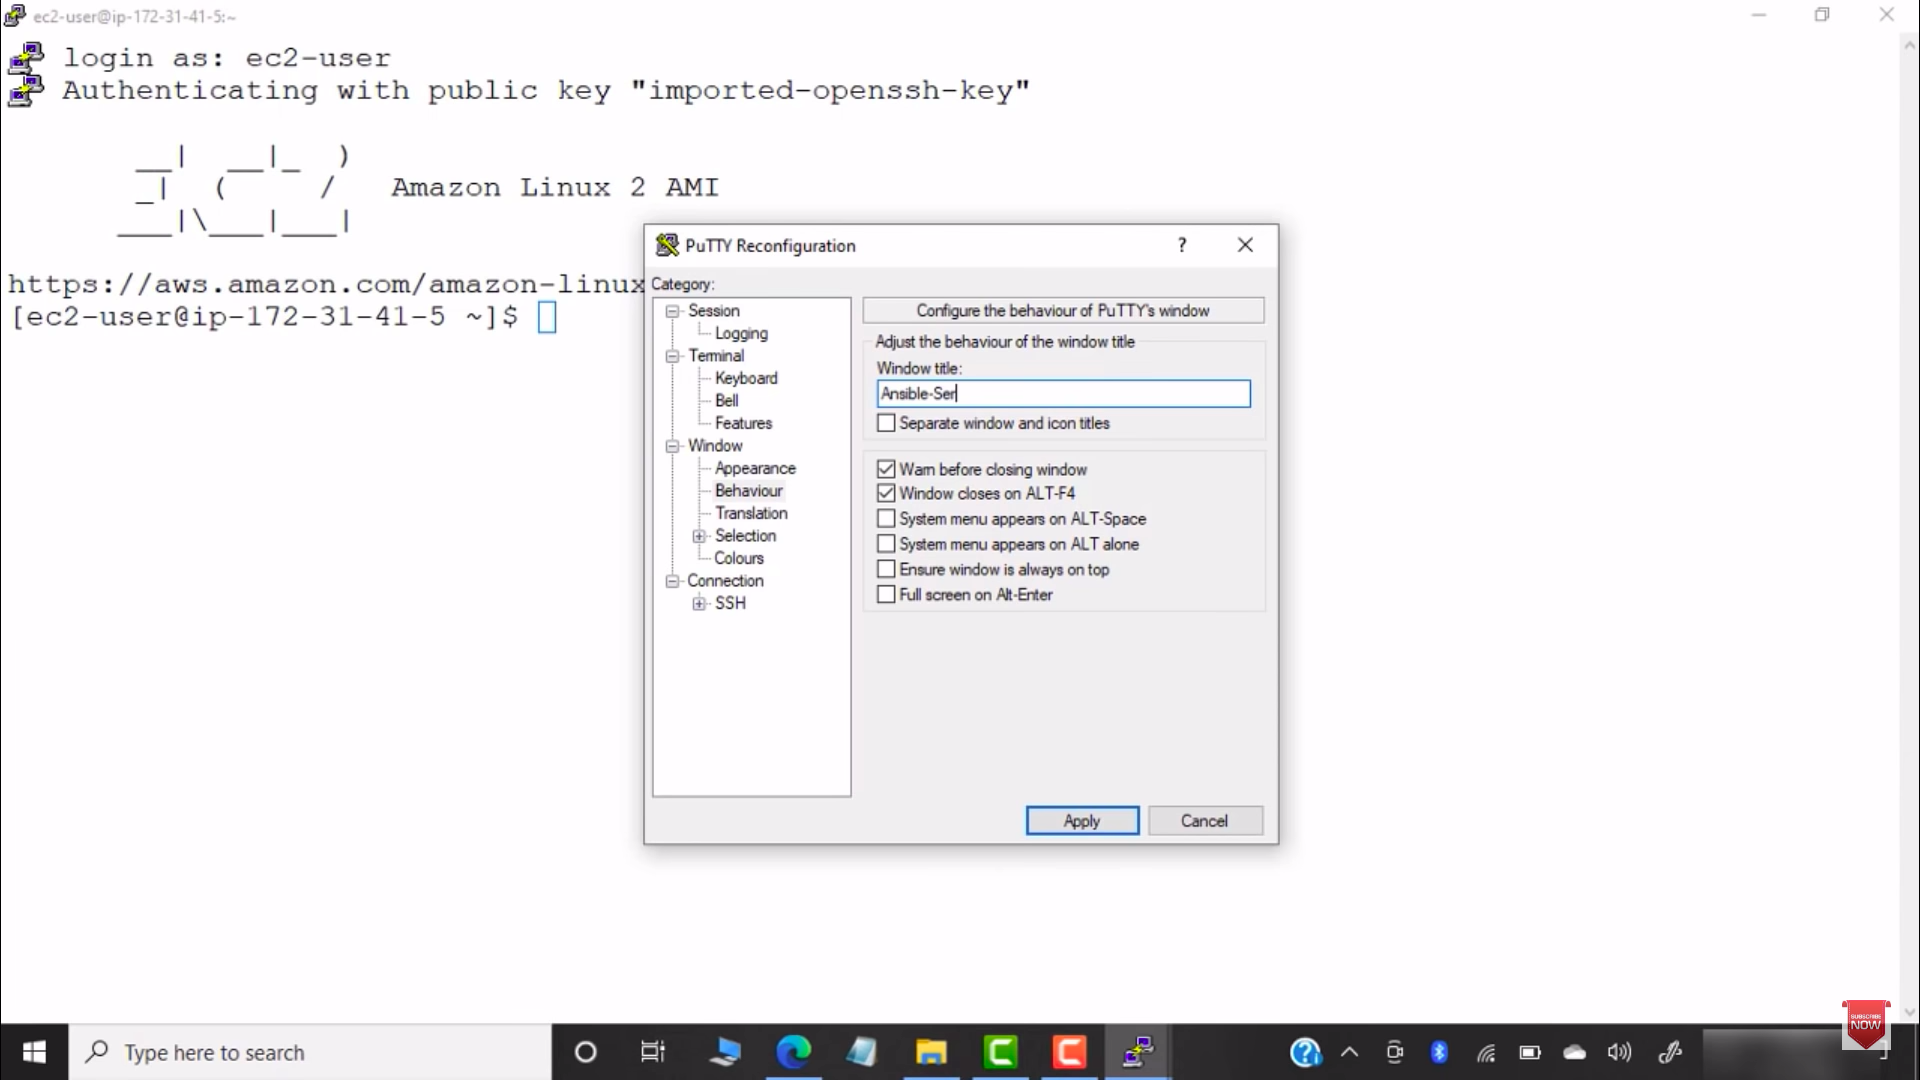 ec2-user@ip-172-31-41-5:~
login as: ec2-user
Authenticating with public key "imported-openssh-key"
       __|  __|_  )
       _|  (     /   Amazon Linux 2 AMI
      ___|\___|___|
https://aws.amazon.com/amazon-linux
[ec2-user@ip-172-31-41-5 ~]$
PuTTY Reconfiguration
Category:
Session
Logging
Terminal
Keyboard
Bell
Features
Window
Appearance
Behaviour
Translation
Selection
Colours
Connection
SSH
Configure the behaviour of PuTTY's window
Adjust the behaviour of the window title
Window title:
Ansible-Ser
Separate window and icon titles
Warn before closing window
Window closes on ALT-F4
System menu appears on ALT-Space
System menu appears on ALT alone
Ensure window is always on top
Full screen on Alt-Enter
Apply
Cancel
SUBSCRIBE
NOW
Type here to search